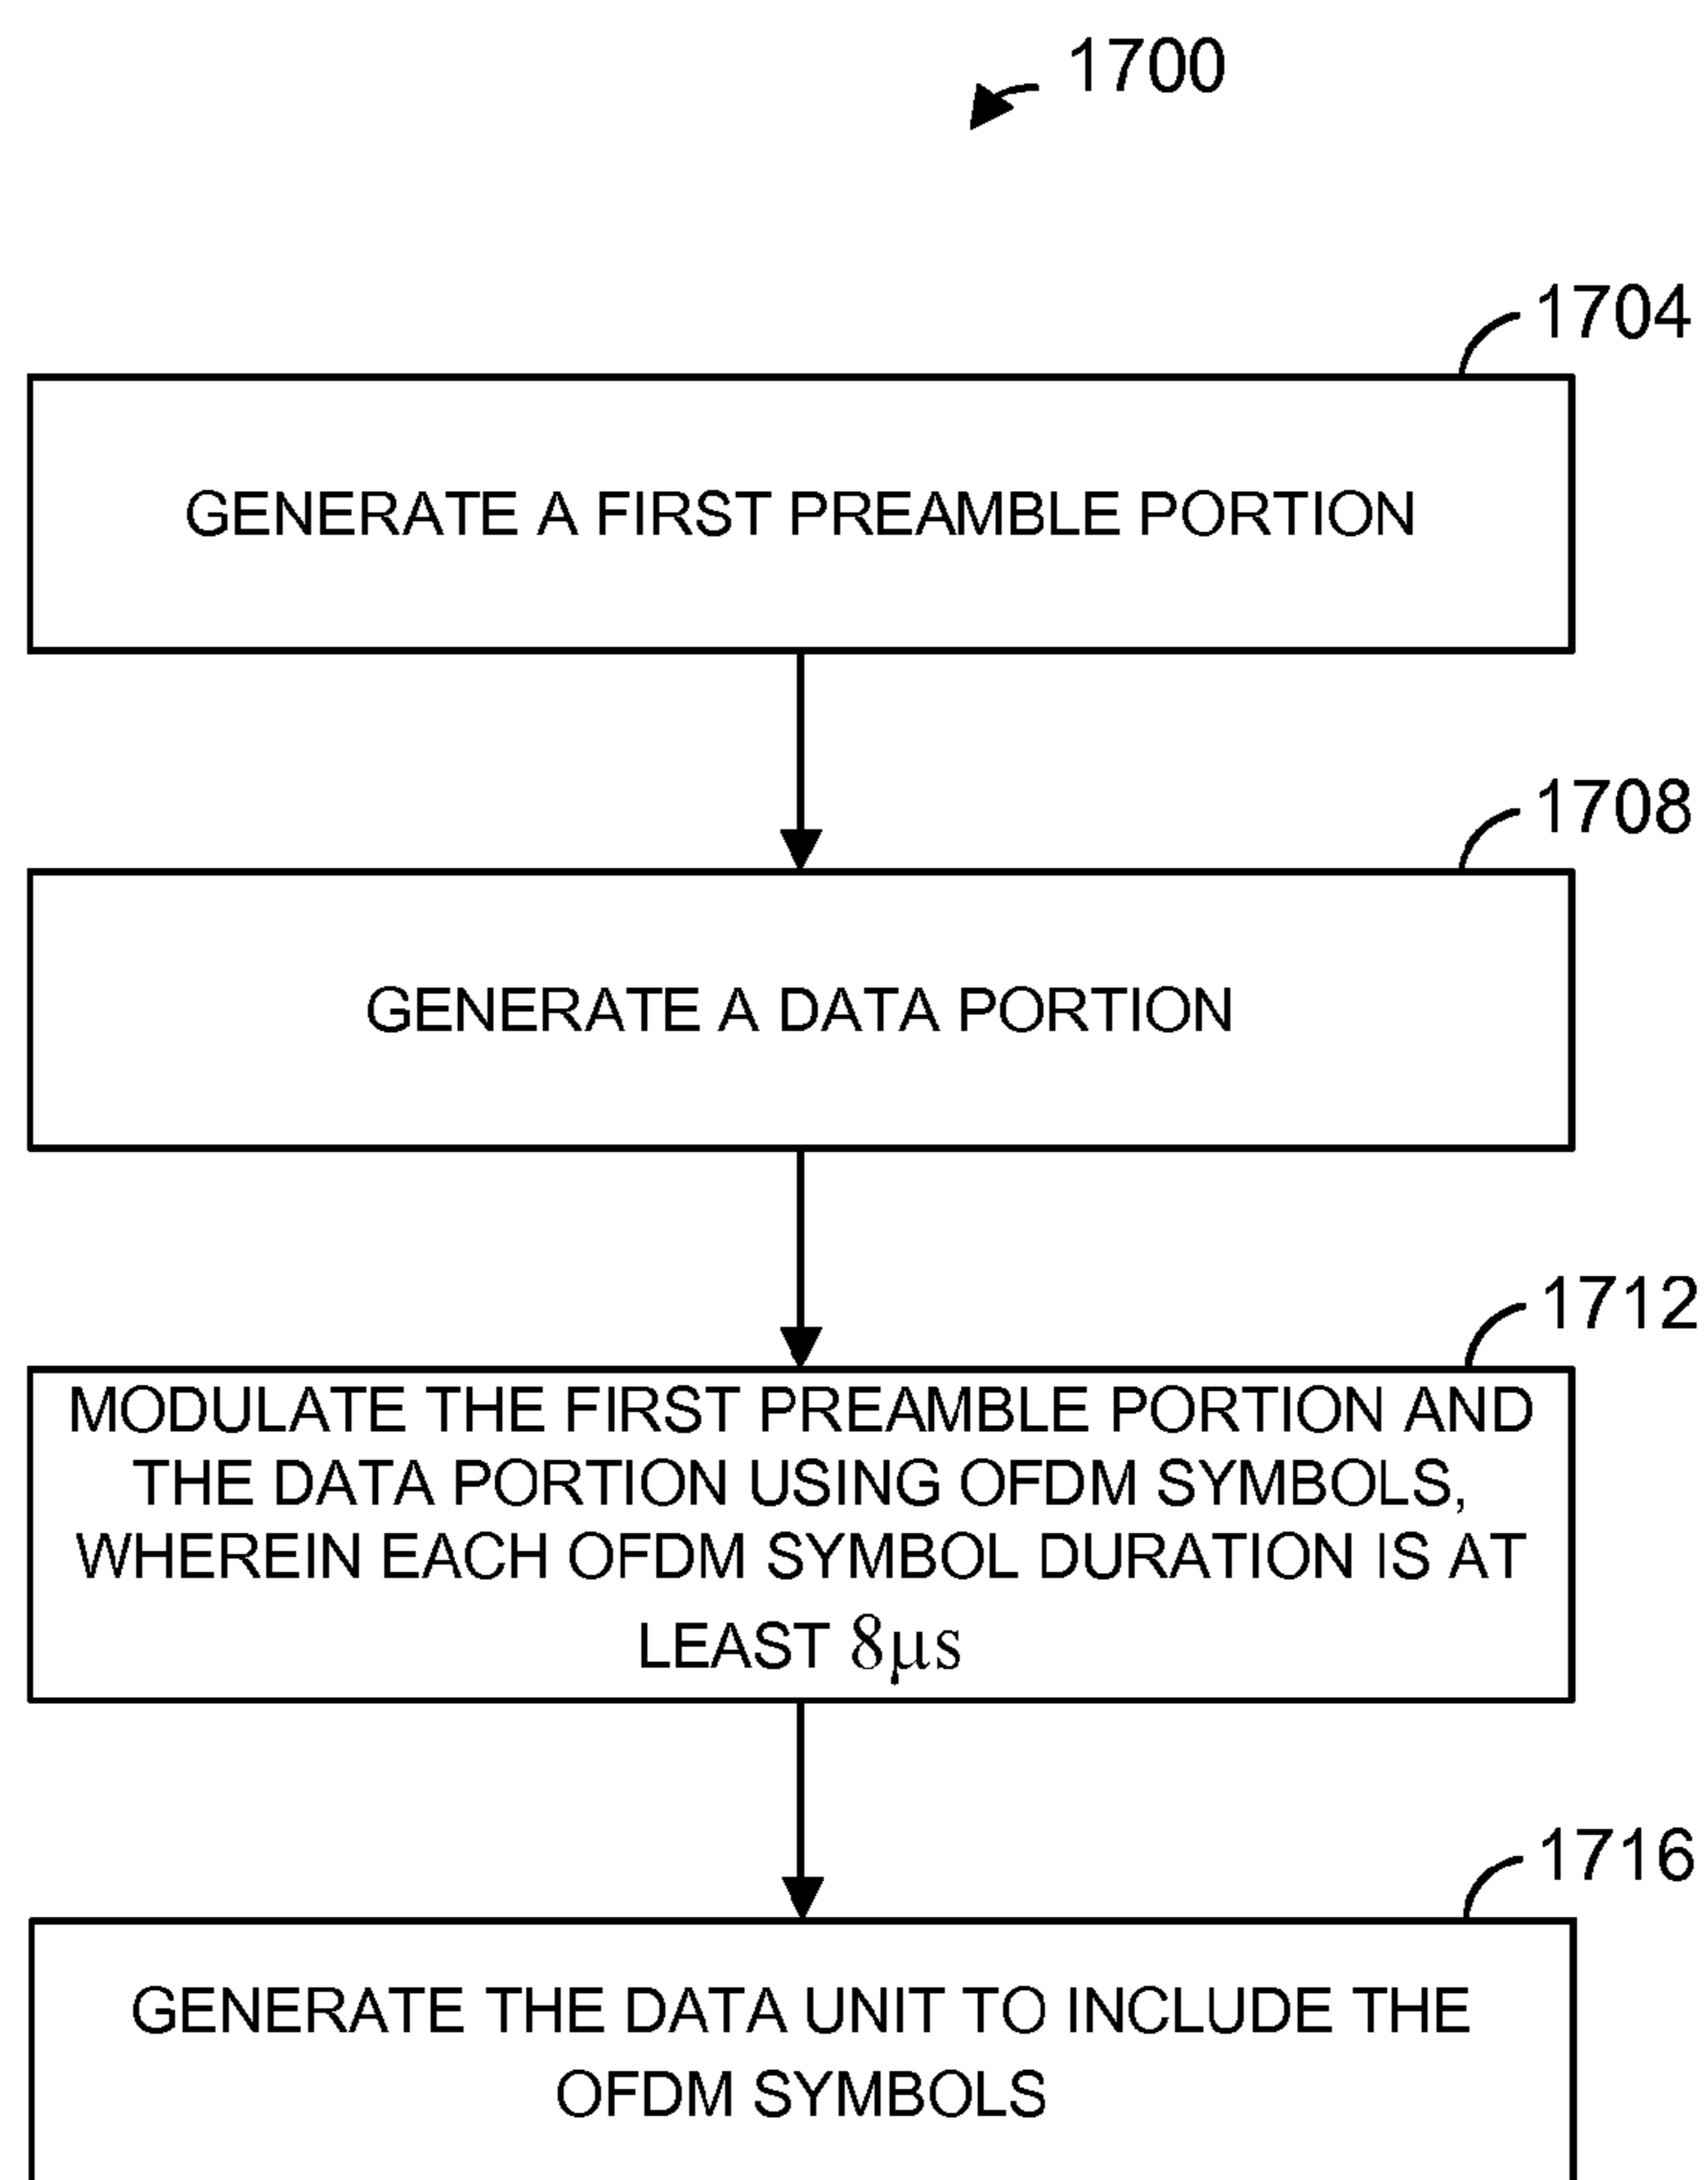 1700
1704
GENERATE A FIRST PREAMBLE PORTION
1708
GENERATE A DATA PORTION
1712
MODULATE THE FIRST PREAMBLE PORTION AND
THE DATA PORTION USING OFDM SYMBOLS,
WHEREIN EACH OFDM SYMBOL DURATION IS AT
LEAST 8μs
1716
GENERATE THE DATA UNIT TO INCLUDE THE
OFDM SYMBOLS